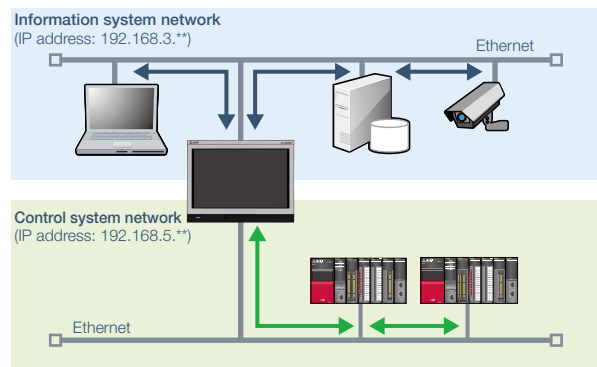 Information system network
(IP address: 192.168.3.**)
Ethernet
Control system network
(IP address: 192.168.5.**)
Ethernet